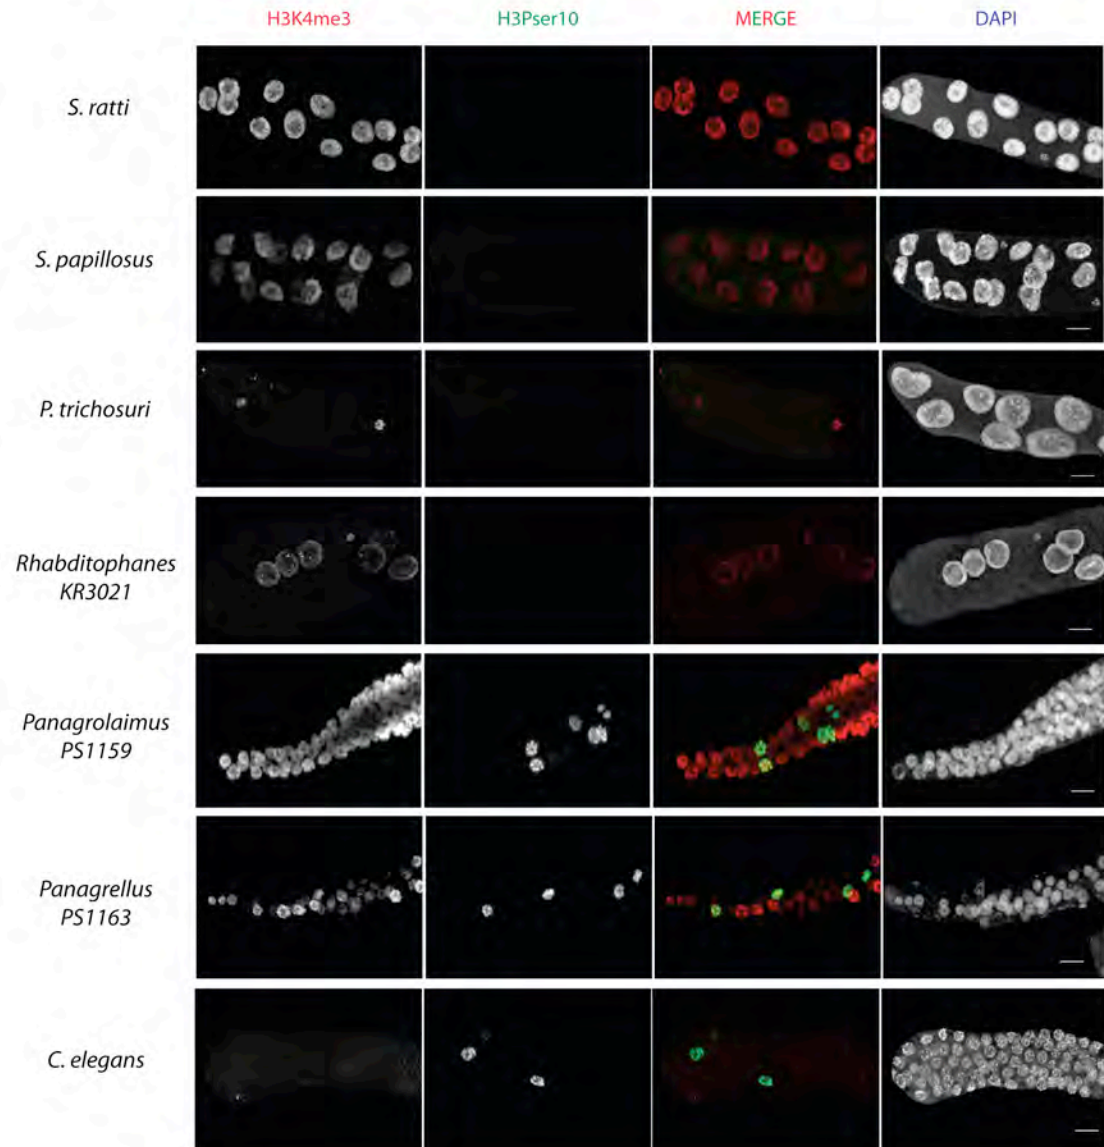 H3K4me3 H3Pser10 MERGE DAPI
S. ratti
S. papillosus
P. trichosuri
Rhabditophanes
KR3021
Panagrolaimus
PS1159
Panagrellus
PS1163
C. elegans